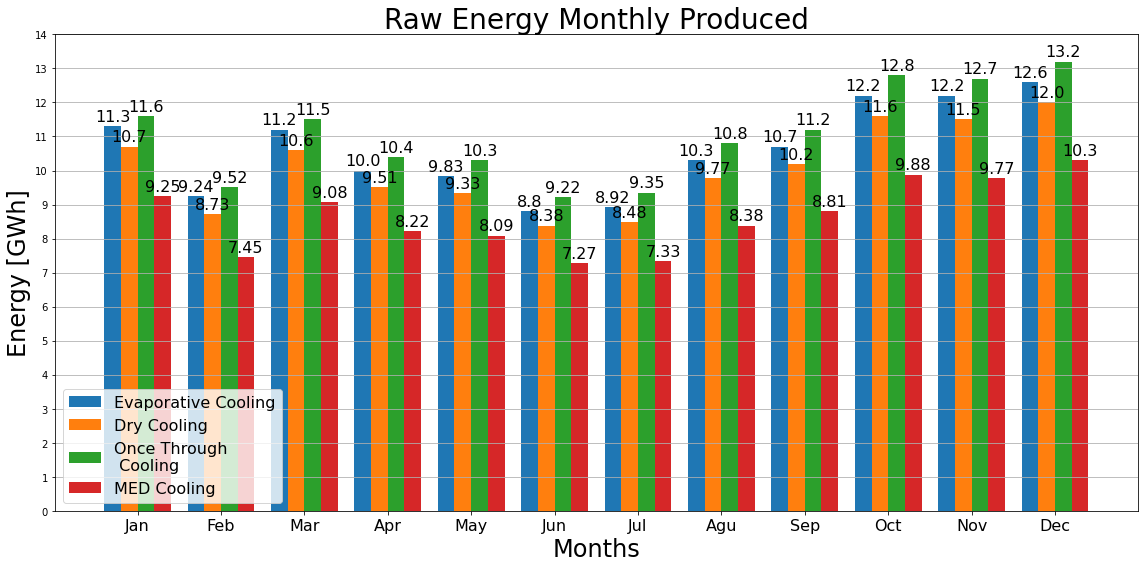 Raw Energy Monthly Produced
Energy [GWh]
14
13
12
11
10
9
8
7
6
5
4
3
2
1
0
11.3 10.7 11.6 9.25
9.24 8.73 9.52 7.45
11.2 10.6 11.5 9.08
10.0 9.51 10.4 8.22
9.83 9.33 10.3 8.09
8.8 8.38 9.22 7.27
8.92 8.48 9.35 7.33
10.3 9.77 10.8 8.38
10.7 10.2 11.2 8.81
12.2 11.6 12.8 9.88
12.2 11.5 12.7 9.77
12.6 12.0 13.2 10.3
Evaporative Cooling
Dry Cooling
Once Through
Cooling
MED Cooling
Jan Feb Mar Apr May Jun Jul Agu Sep Oct Nov Dec
Months